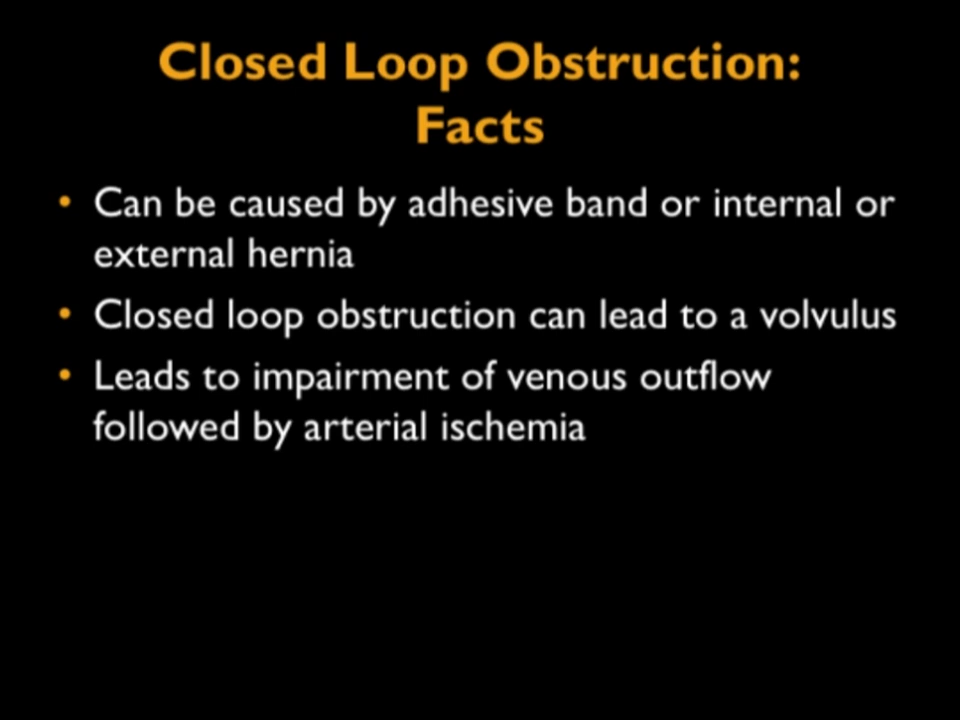 Closed Loop Obstruction:
Facts
• Can be caused by adhesive band or internal or
external hernia
• Closed loop obstruction can lead to a volvulus
• Leads to impairment of venous outflow
followed by arterial ischemia